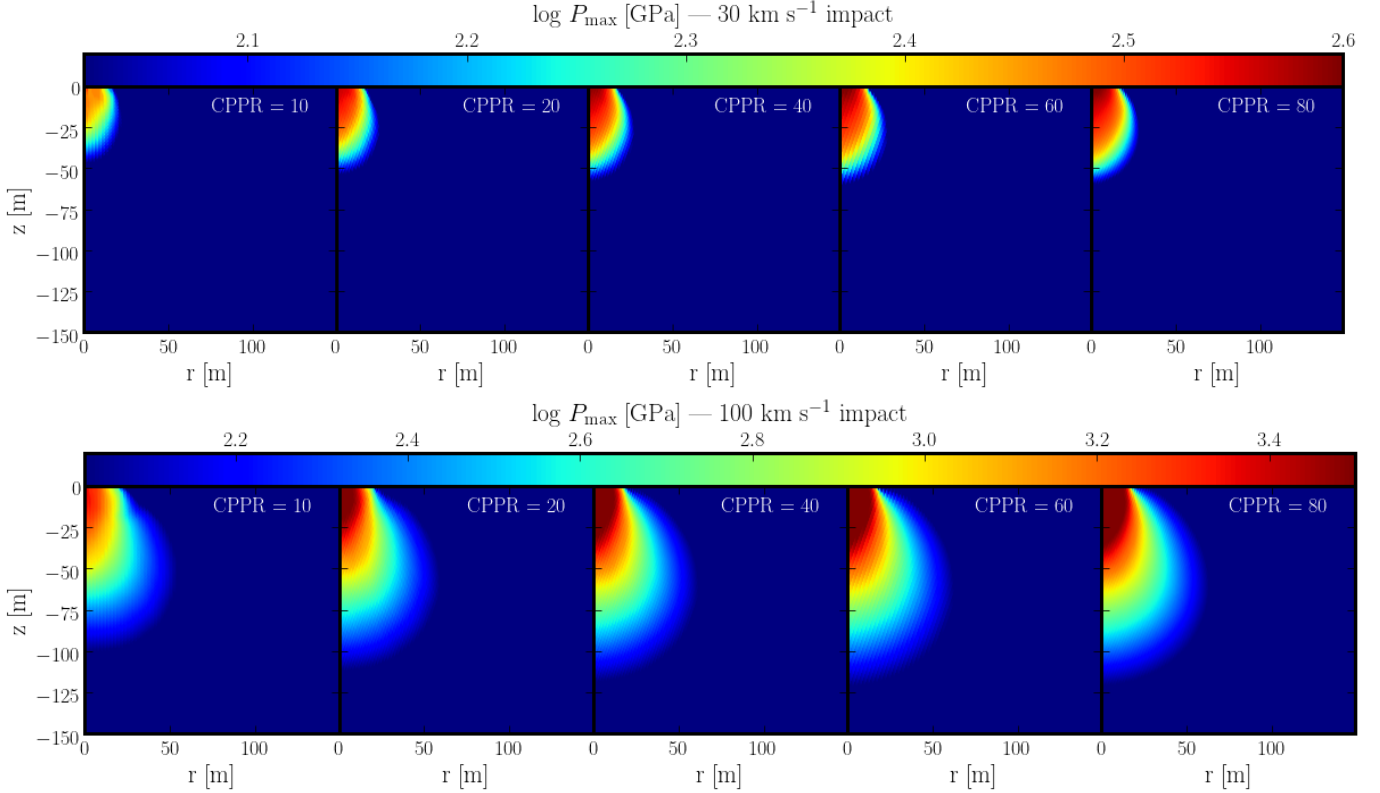 log P_max [GPa] — 30 km s⁻¹ impact
2.1 2.2 2.3 2.4 2.5 2.6
CPPR = 10 CPPR = 20 CPPR = 40 CPPR = 60 CPPR = 80
0
−25
−50
−75
−100
−125
−150
z [m]
0 50 100 0 50 100 0 50 100 0 50 100 0 50 100
r [m] r [m] r [m] r [m] r [m]
log P_max [GPa] — 100 km s⁻¹ impact
2.2 2.4 2.6 2.8 3.0 3.2 3.4
CPPR = 10 CPPR = 20 CPPR = 40 CPPR = 60 CPPR = 80
0
−25
−50
−75
−100
−125
−150
z [m]
0 50 100 0 50 100 0 50 100 0 50 100 0 50 100
r [m] r [m] r [m] r [m] r [m]